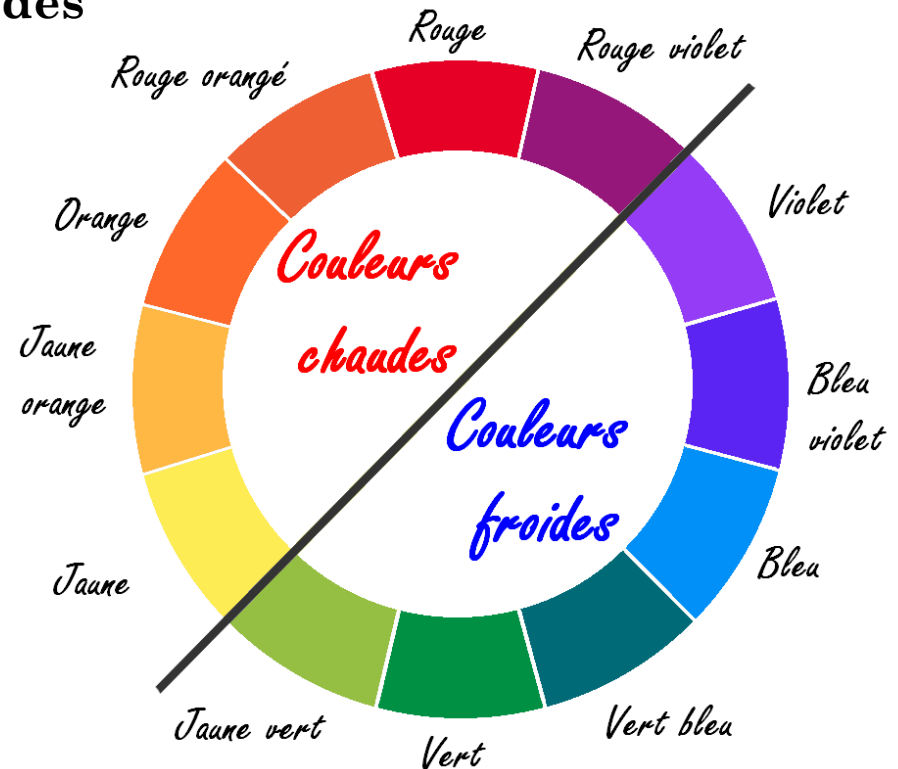 des
Rouge
Rouge violet
Rouge orangé
Violet
Orange
Couleurs
chaudes
Jaune
orange
Bleu
violet
Couleurs
froides
Bleu
Jaune
Jaune vert
Vert
Vert bleu